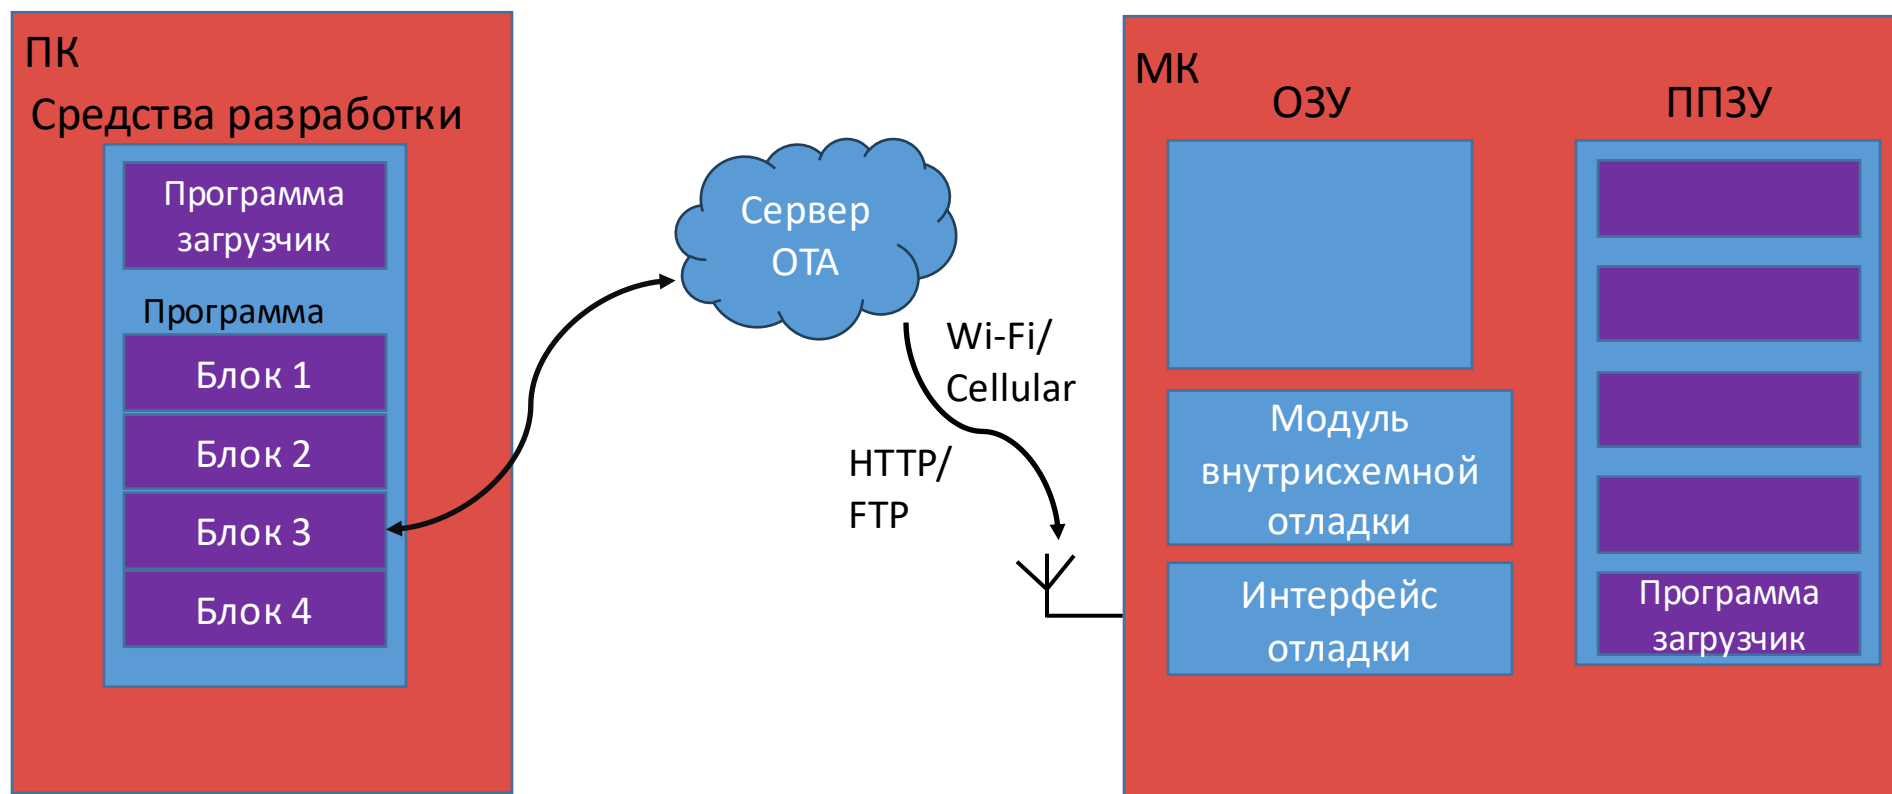 ПК
Средства разработки
Программа
загрузчик
Программа
Блок 1
Блок 2
Блок 3
Блок 4
Сервер
ОТА
Wi-Fi/
Cellular
HTTP/
FTP
МК
ОЗУ
ППЗУ
Модуль
внутрисхемной
отладки
Интерфейс
отладки
Программа
загрузчик